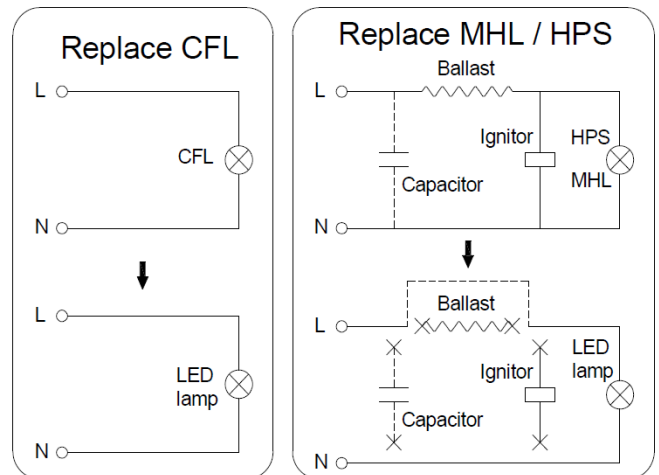 Replace CFL
L
CFL
N
L
LED
lamp
N
Replace MHL / HPS
Ballast
L
Ignitor
HPS
Capacitor
MHL
N
Ballast
L
Ignitor
LED
lamp
Capacitor
N